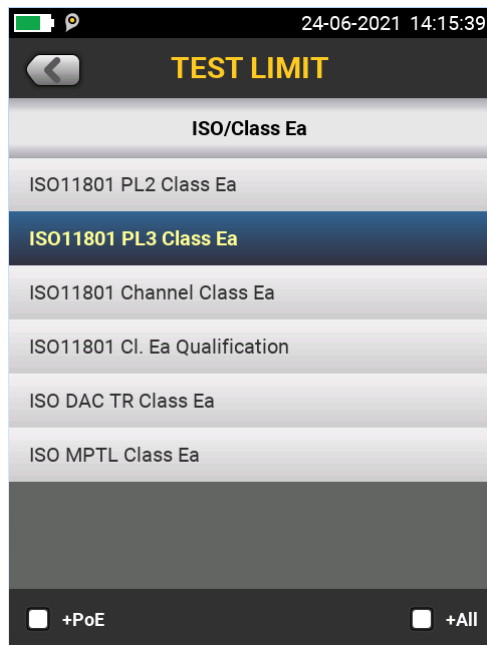 24-06-2021 14:15:39
TEST LIMIT
ISO/Class Ea
ISO11801 PL2 Class Ea
ISO11801 PL3 Class Ea
ISO11801 Channel Class Ea
ISO11801 Cl. Ea Qualification
ISO DAC TR Class Ea
ISO MPTL Class Ea
+PoE +All